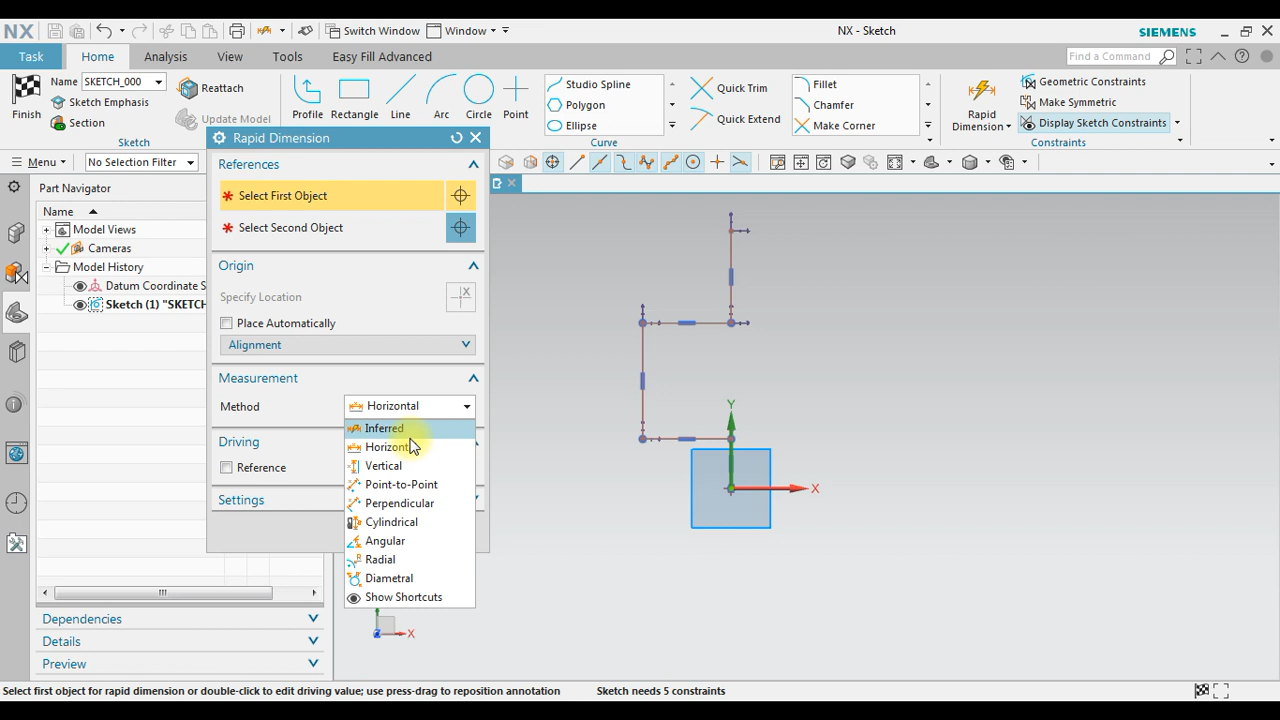 NX
Switch Window
Window
NX - Sketch
SIEMENS
Task
Home
Analysis
View
Tools
Easy Fill Advanced
Find a Command
Finish
Name SKETCH_000
Sketch Emphasis
Section
Reattach
Update Model
Sketch
Profile
Rectangle
Line
Arc
Circle
Point
Studio Spline
Polygon
Ellipse
Quick Trim
Quick Extend
Fillet
Chamfer
Make Corner
Curve
Rapid
Dimension
Geometric Constraints
Make Symmetric
Display Sketch Constraints
Constraints
Menu
No Selection Filter
Rapid Dimension
References
Select First Object
Select Second Object
Origin
Specify Location
Place Automatically
Alignment
Measurement
Method
Horizontal
Inferred
Horizont
Vertical
Point-to-Point
Perpendicular
Cylindrical
Angular
Radial
Diametral
Show Shortcuts
Driving
Reference
Settings
Part Navigator
Name
Model Views
Cameras
Model History
Datum Coordinate S
Sketch (1) "SKETCH
Dependencies
Details
Preview
Y
X
X
Select first object for rapid dimension or double-click to edit driving value; use press-drag to reposition annotation
Sketch needs 5 constraints